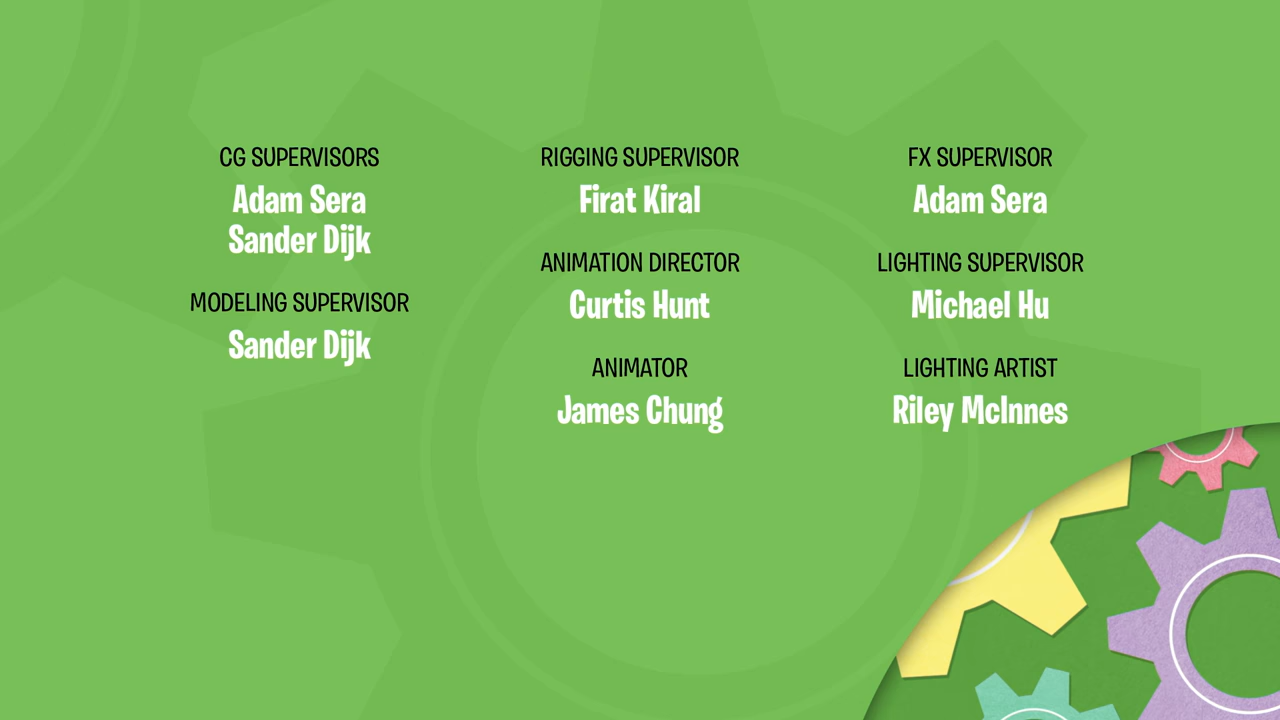 CG SUPERVISORS
Adam Sera
Sander Dijk
MODELING SUPERVISOR
Sander Dijk
RIGGING SUPERVISOR
Firat Kiral
ANIMATION DIRECTOR
Curtis Hunt
ANIMATOR
James Chung
FX SUPERVISOR
Adam Sera
LIGHTING SUPERVISOR
Michael Hu
LIGHTING ARTIST
Riley McInnes